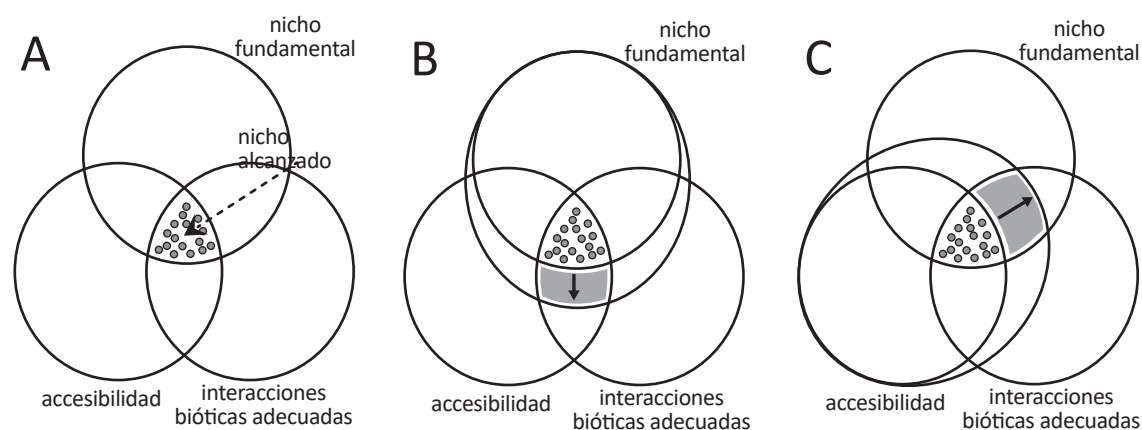 A
nicho
fundamental
nicho
alcanzado
accesibilidad
interacciones
bióticas adecuadas
B
nicho
fundamental
accesibilidad
interacciones
bióticas adecuadas
C
nicho
fundamental
accesibilidad
interacciones
bióticas adecuadas